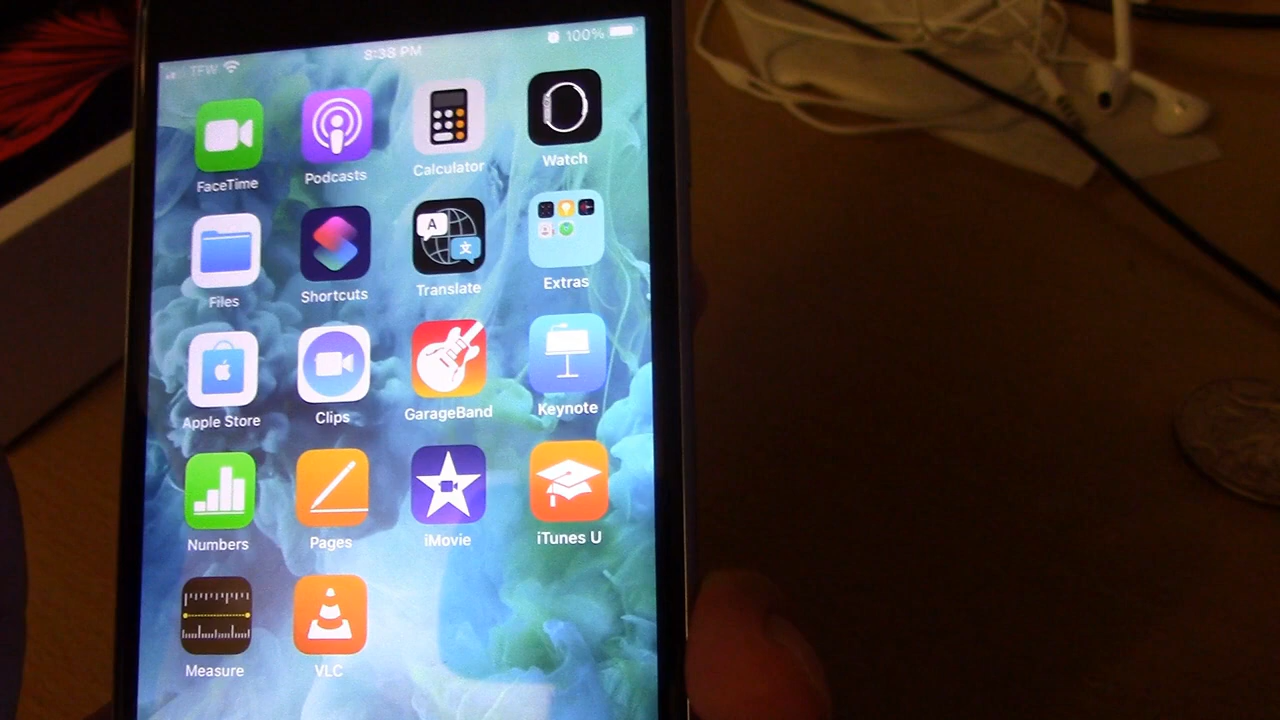 TFW 8:38 PM 100%
FaceTime Podcasts Calculator Watch
Files Shortcuts Translate Extras
A 文
Apple Store Clips GarageBand Keynote
Numbers Pages iMovie iTunes U
Measure VLC